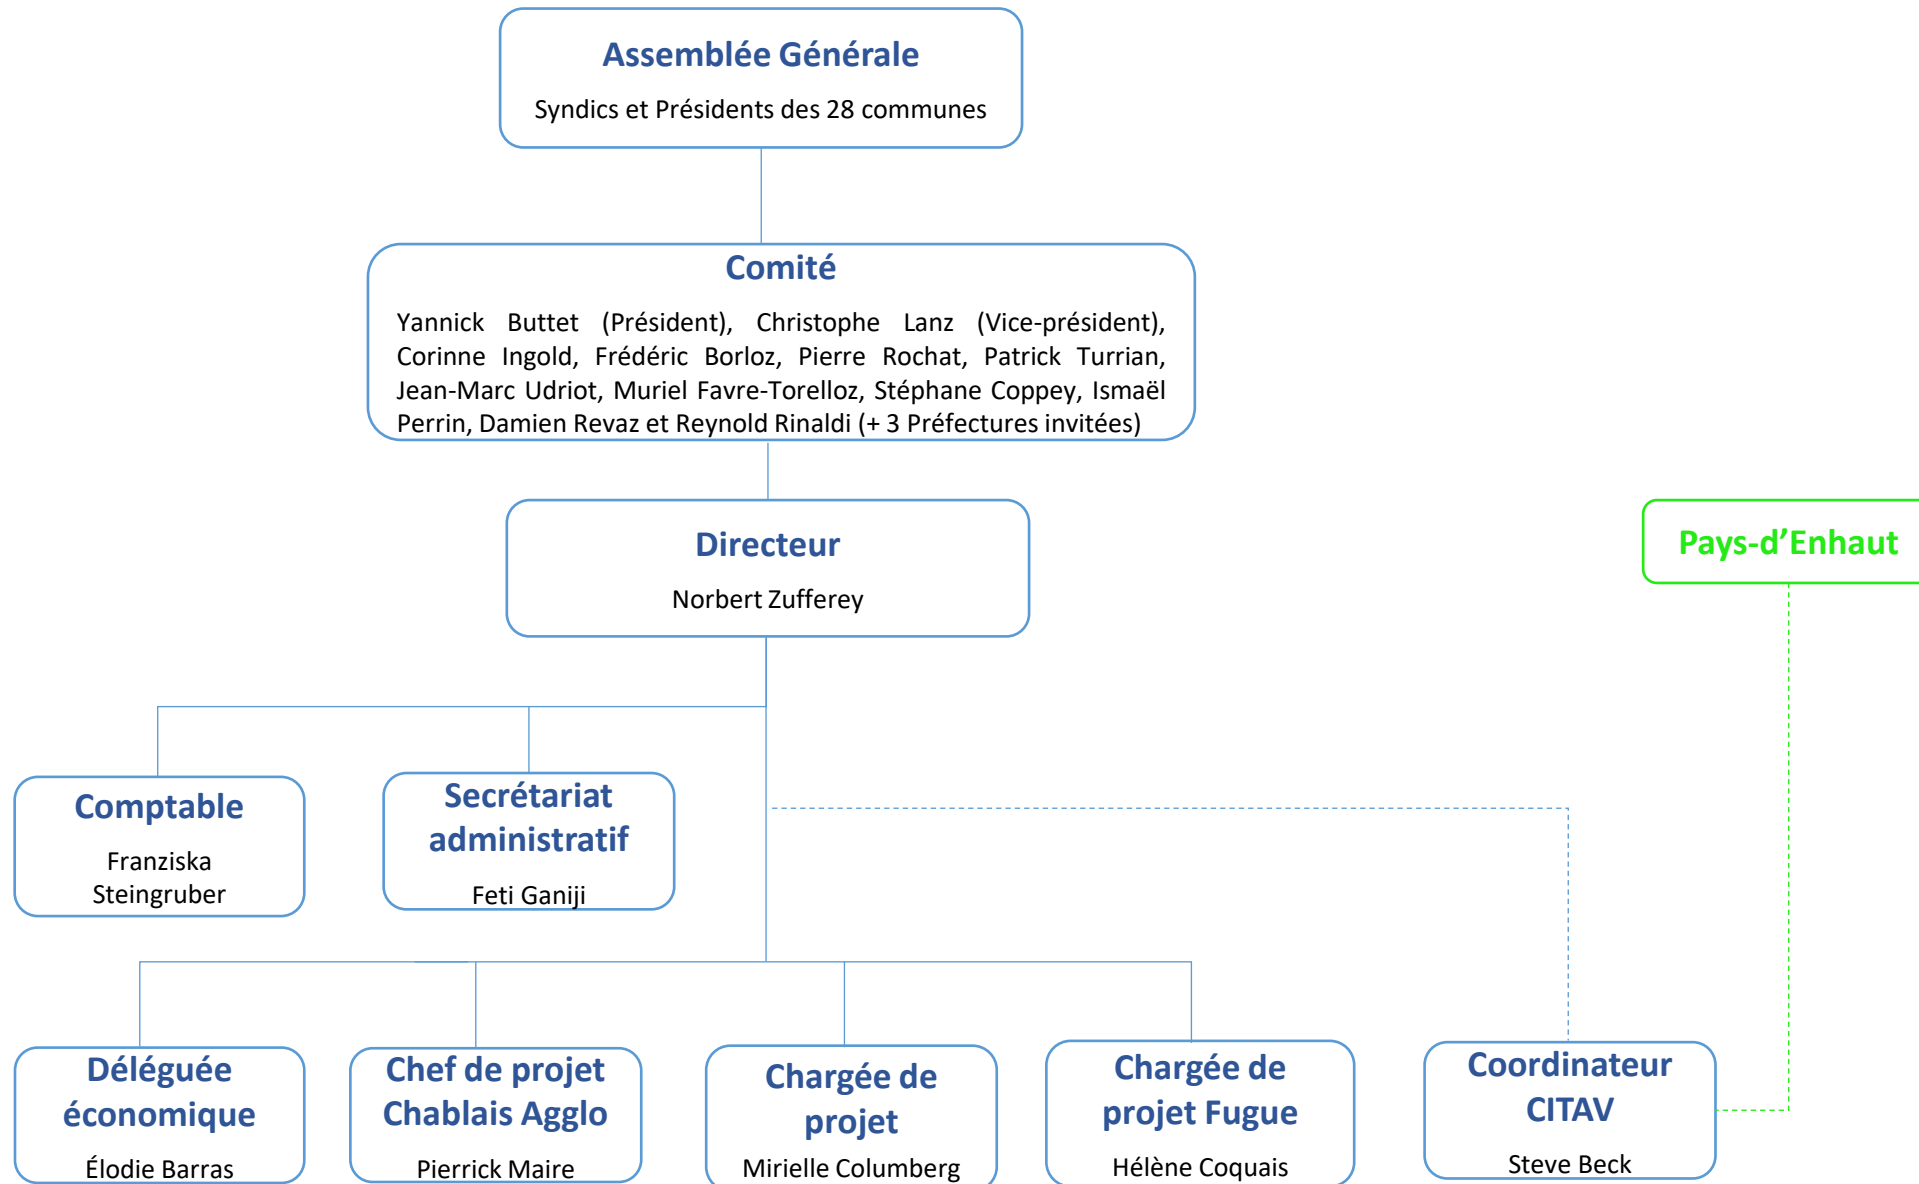 Assemblée Générale
Syndics et Présidents des 28 communes
Comité
Yannick Buttet (Président), Christophe Lanz (Vice-président),
Corinne Ingold, Frédéric Borloz, Pierre Rochat, Patrick Turrian,
Jean-Marc Udriot, Muriel Favre-Torelloz, Stéphane Coppey, Ismaël
Perrin, Damien Revaz et Reynold Rinaldi (+ 3 Préfectures invitées)
Directeur
Norbert Zufferey
Pays-d’Enhaut
Comptable
Franziska
Steingruber
Secrétariat
administratif
Feti Ganiji
Déléguée
économique
Élodie Barras
Chef de projet
Chablais Agglo
Pierrick Maire
Chargée de
projet
Mirielle Columberg
Chargée de
projet Fugue
Hélène Coquais
Coordinateur
CITAV
Steve Beck